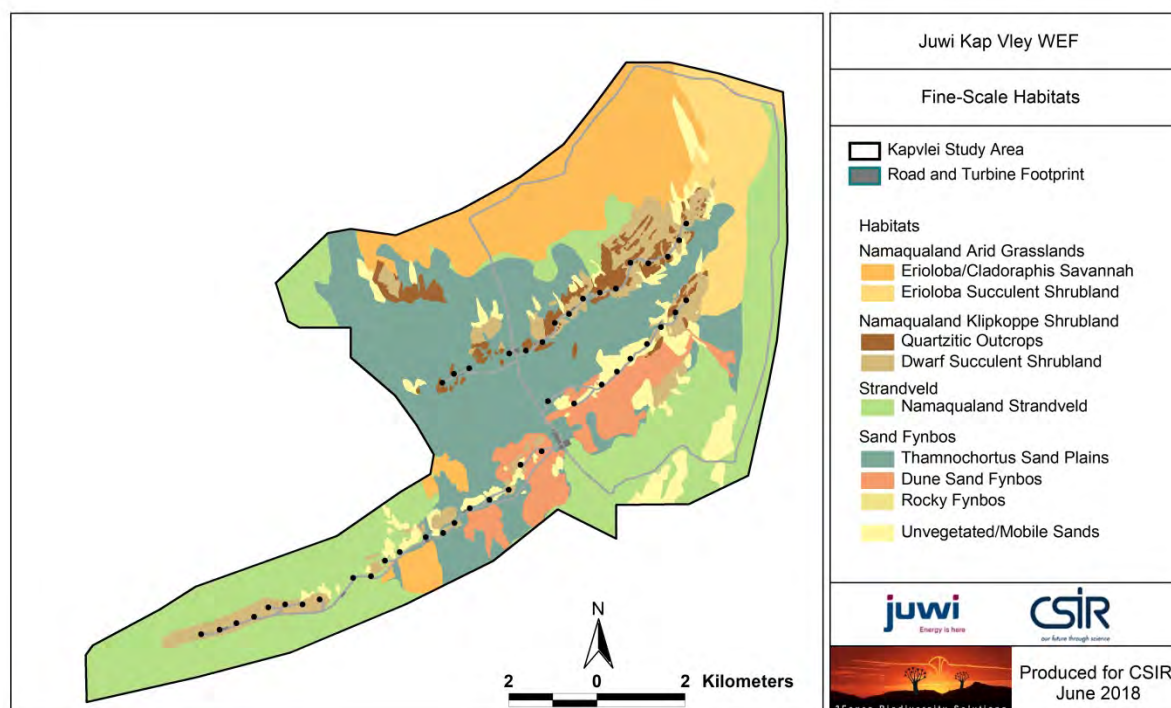 Juwi Kap Vley WEF
Fine-Scale Habitats
Kapvlei Study Area
Road and Turbine Footprint
Habitats
Namaqualand Arid Grasslands
Erioloba/Cladoraphis Savannah
Erioloba Succulent Shrubland
Namaqualand Klipkoppe Shrubland
Quartzitic Outcrops
Dwarf Succulent Shrubland
Strandveld
Namaqualand Strandveld
Sand Fynbos
Thamnochortus Sand Plains
Dune Sand Fynbos
Rocky Fynbos
Unvegetated/Mobile Sands
N
2 0 2 Kilometers
juwi
Energy is here
CSIR
our future through science
Biodiversity Solutions
Produced for CSIR
June 2018